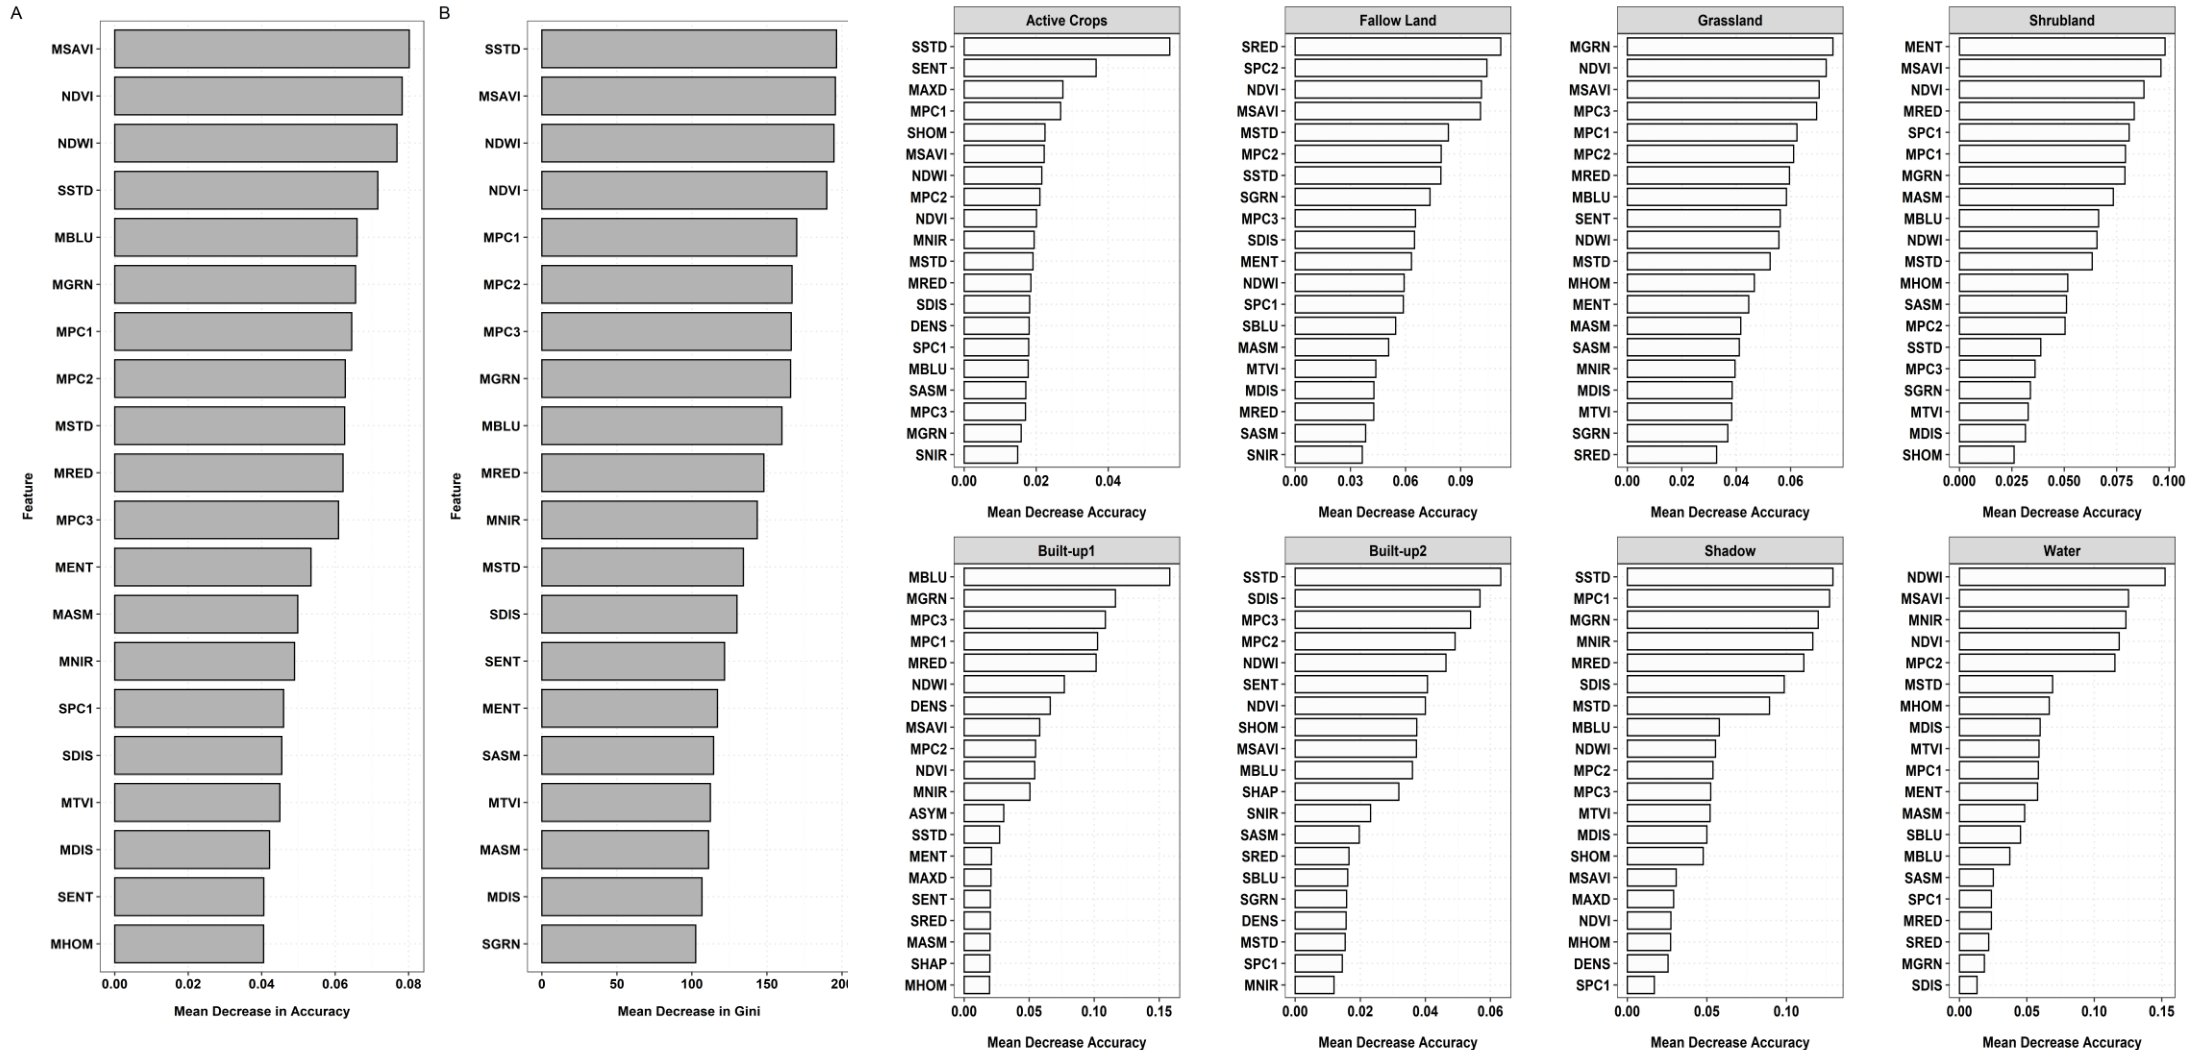 A
MSAVI
NDVI
NDWI
SSTD
MBLU
MGRN
MPC1
MPC2
MSTD
MRED
MPC3
MENT
MASM
MNIR
SPC1
SDIS
MTVI
MDIS
SENT
MHOM
Feature
0.00 0.02 0.04 0.06 0.08
Mean Decrease in Accuracy
B
SSTD
MSAVI
NDWI
NDVI
MPC1
MPC2
MPC3
MGRN
MBLU
MRED
MNIR
MSTD
SDIS
SENT
MENT
SASM
MTVI
MASM
MDIS
SGRN
Feature
0 50 100 150 200
Mean Decrease in Gini
Active Crops
SSTD
SENT
MAXD
MPC1
SHOM
MSAVI
NDWI
MPC2
NDVI
MNIR
MSTD
MRED
SDIS
DENS
SPC1
MBLU
SASM
MPC3
MGRN
SNIR
0.00 0.02 0.04
Mean Decrease Accuracy
Fallow Land
SRED
SPC2
NDVI
MSAVI
MSTD
MPC2
SSTD
SGRN
MPC3
SDIS
MENT
NDWI
SPC1
SBLU
MASM
MTVI
MDIS
MRED
SASM
SNIR
0.00 0.03 0.06 0.09
Mean Decrease Accuracy
Grassland
MGRN
NDVI
MSAVI
MPC3
MPC1
MPC2
MRED
MBLU
SENT
NDWI
MSTD
MHOM
MENT
MASM
SASM
MNIR
MDIS
MTVI
SGRN
SRED
0.00 0.02 0.04 0.06
Mean Decrease Accuracy
Shrubland
MENT
MSAVI
NDVI
MRED
SPC1
MPC1
MGRN
MASM
MBLU
NDWI
MSTD
MHOM
SASM
MPC2
SSTD
MPC3
SGRN
MTVI
MDIS
SHOM
0.000 0.025 0.050 0.075 0.100
Mean Decrease Accuracy
Built-up1
MBLU
MGRN
MPC3
MPC1
MRED
NDWI
DENS
MSAVI
MPC2
NDVI
MNIR
ASYM
SSTD
MENT
MAXD
SENT
SRED
MASM
SHAP
MHOM
0.00 0.05 0.10 0.15
Mean Decrease Accuracy
Built-up2
SSTD
SDIS
MPC3
MPC2
NDWI
SENT
NDVI
SHOM
MSAVI
MBLU
SHAP
SNIR
SASM
SRED
SBLU
SGRN
DENS
MSTD
SPC1
MNIR
0.00 0.02 0.04 0.06
Mean Decrease Accuracy
Shadow
SSTD
MPC1
MGRN
MNIR
MRED
SDIS
MSTD
MBLU
NDWI
MPC2
MPC3
MTVI
MDIS
SHOM
MSAVI
MAXD
NDVI
MHOM
DENS
SPC1
0.00 0.05 0.10
Mean Decrease Accuracy
Water
NDWI
MSAVI
MNIR
NDVI
MPC2
MSTD
MHOM
MDIS
MTVI
MPC1
MENT
MASM
SBLU
MBLU
SASM
SPC1
MRED
SRED
MGRN
SDIS
0.00 0.05 0.10 0.15
Mean Decrease Accuracy